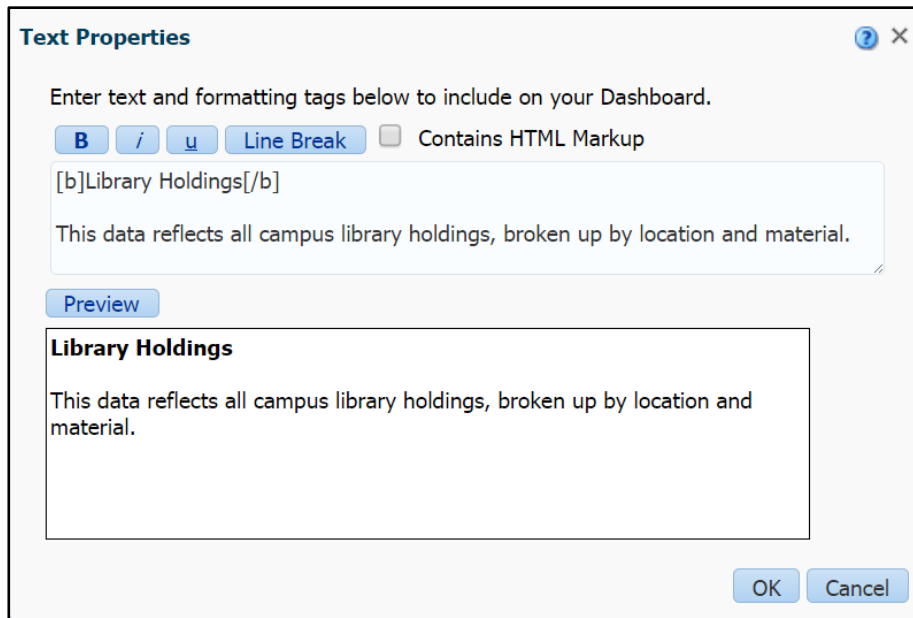 Text Properties ? ×
Enter text and formatting tags below to include on your Dashboard.
B i u Line Break Contains HTML Markup
[b]Library Holdings[/b]
This data reflects all campus library holdings, broken up by location and material.
Preview
Library Holdings
This data reflects all campus library holdings, broken up by location and
material.
OK Cancel